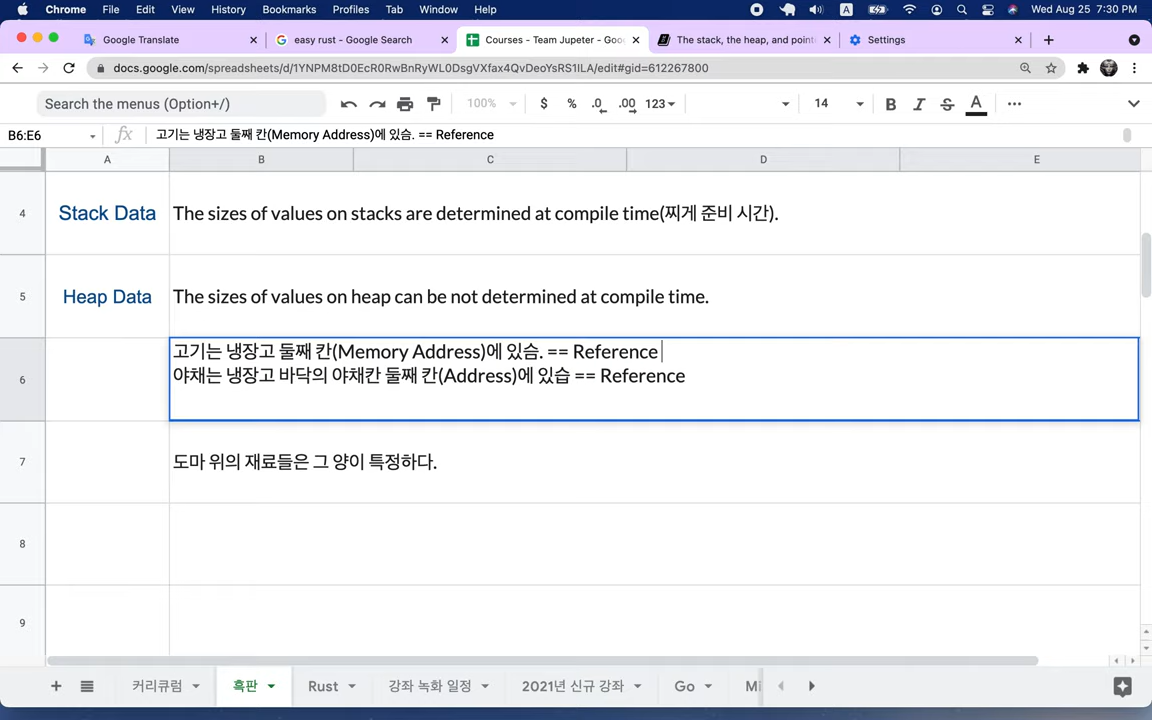 Chrome File Edit View History Bookmarks Profiles Tab Window Help A Wed Aug 25 7:30 PM
Google Translate easy rust - Google Search Courses - Team Jupeter - Goo The stack, the heap, and point Settings
docs.google.com/spreadsheets/d/1YNPM8tD0EcR0RwBnRyWL0DsgVXfax4QvDeoYsRS1ILA/edit#gid=612267800
Search the menus (Option+/) 100% $ % .0 .00 123 14 B I S A
B6:E6 fx 고기는 냉장고 둘째 칸(Memory Address)에 있슴. == Reference
A B C D E
4 Stack Data The sizes of values on stacks are determined at compile time(찌게 준비 시간).
5 Heap Data The sizes of values on heap can be not determined at compile time.
고기는 냉장고 둘째 칸(Memory Address)에 있슴. == Reference
6 야채는 냉장고 바닥의 야채칸 둘째 칸(Address)에 있습 == Reference
7 도마 위의 재료들은 그 양이 특정하다.
8
9
커리큐럼 흑판 Rust 강좌 녹화 일정 2021년 신규 강좌 Go